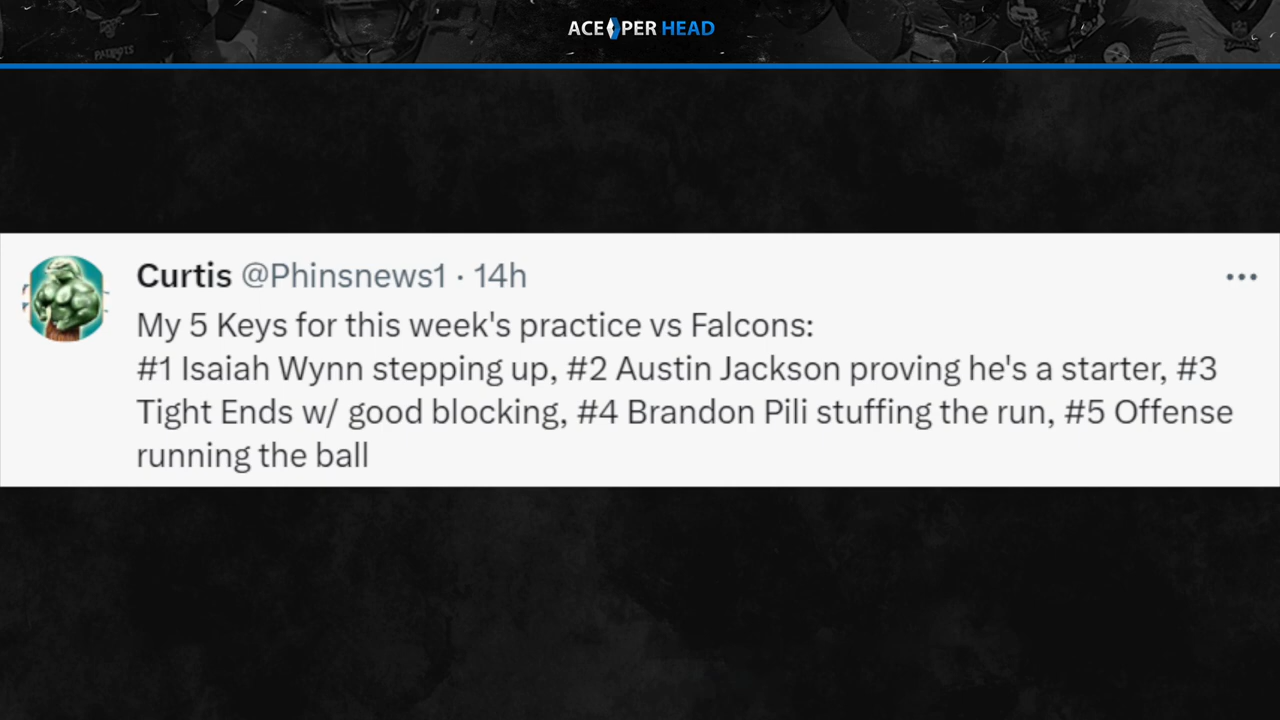 PATRIOTS
ACE PER HEAD
Curtis @Phinsnews1 · 14h
My 5 Keys for this week's practice vs Falcons:
#1 Isaiah Wynn stepping up, #2 Austin Jackson proving he's a starter, #3
Tight Ends w/ good blocking, #4 Brandon Pili stuffing the run, #5 Offense
running the ball